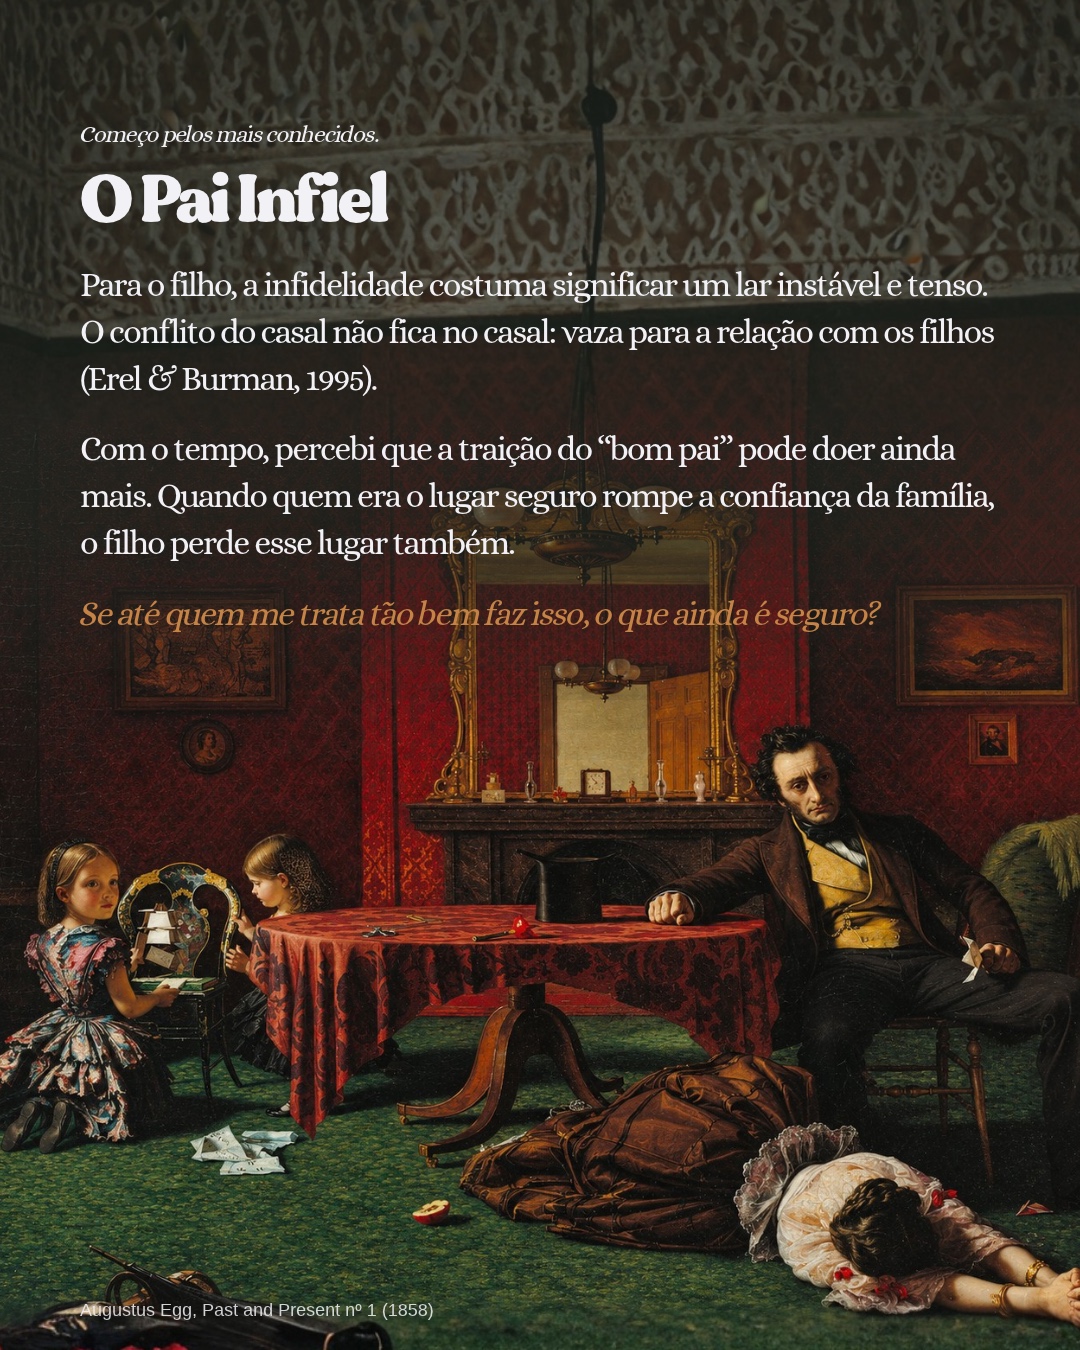 Começo pelos mais conhecidos.
O Pai Infiel
Para o filho, a infidelidade costuma significar um lar instável e tenso.
O conflito do casal não fica no casal: vaza para a relação com os filhos
(Erel & Burman, 1995).
Com o tempo, percebi que a traição do “bom pai” pode doer ainda
mais. Quando quem era o lugar seguro rompe a confiança da família,
o filho perde esse lugar também.
Se até quem me trata tão bem faz isso, o que ainda é seguro?
Augustus Egg, Past and Present nº 1 (1858)